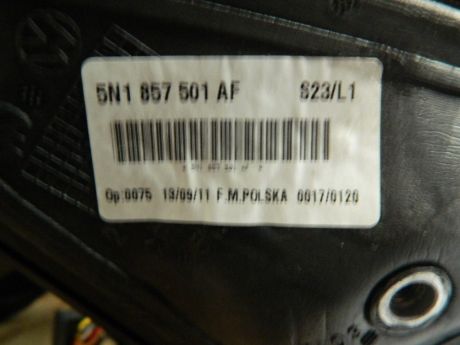 5N1 857 501 AF S23/L1
Op:0075 13/09/11 F.M.POLSKA 0017/0120